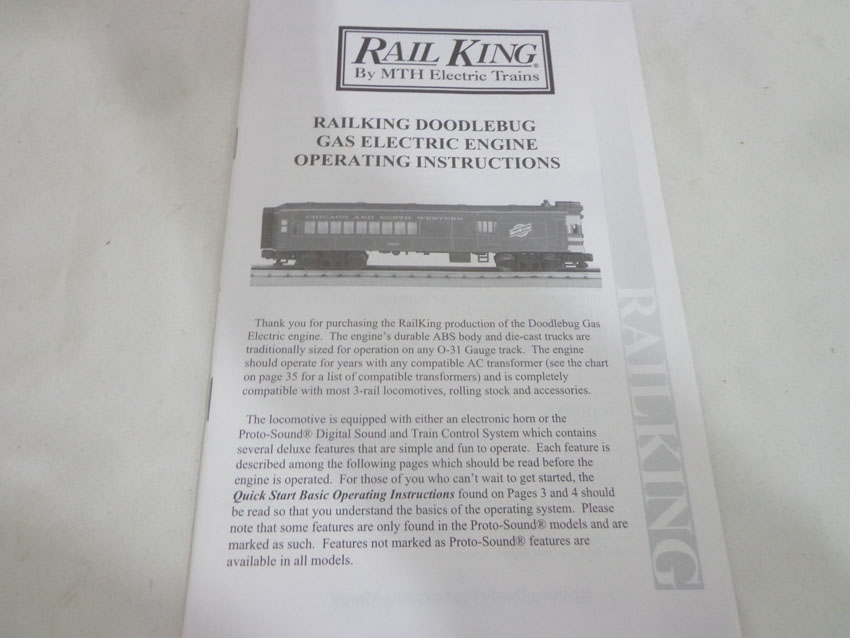 RAIL KING®
By MTH Electric Trains
RAILKING DOODLEBUG
GAS ELECTRIC ENGINE
OPERATING INSTRUCTIONS
CHICAGO AND NORTH WESTERN
Thank you for purchasing the RailKing production of the Doodlebug Gas
Electric engine. The engine's durable ABS body and die-cast trucks are
traditionally sized for operation on any O-31 Gauge track. The engine
should operate for years with any compatible AC transformer (see the chart
on page 35 for a list of compatible transformers) and is completely
compatible with most 3-rail locomotives, rolling stock and accessories.
The locomotive is equipped with either an electronic horn or the
Proto-Sound® Digital Sound and Train Control System which contains
several deluxe features that are simple and fun to operate. Each feature is
described among the following pages which should be read before the
engine is operated. For those of you who can't wait to get started, the
Quick Start Basic Operating Instructions found on Pages 3 and 4 should
be read so that you understand the basics of the operating system. Please
note that some features are only found in the Proto-Sound® models and are
marked as such. Features not marked as Proto-Sound® features are
available in all models.
RAILKING